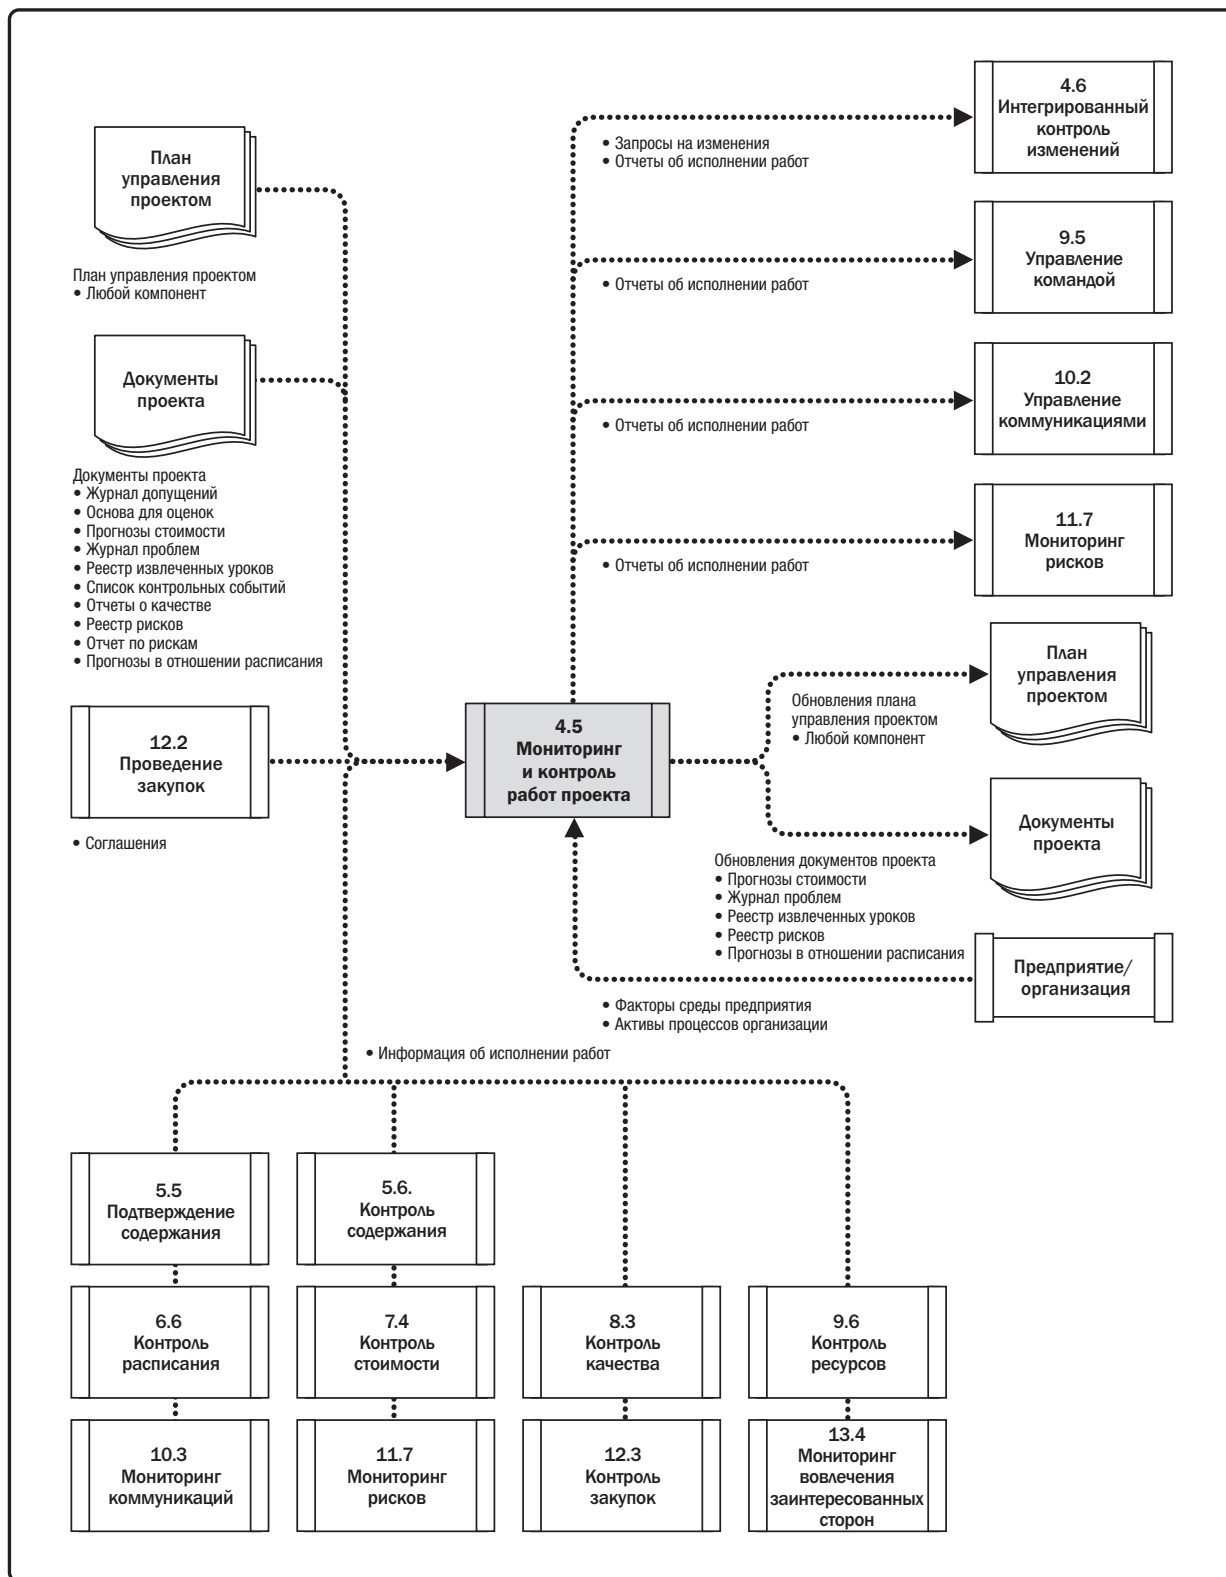 План
управления
проектом
План управления проектом
• Любой компонент
Документы
проекта
Документы проекта
• Журнал допущений
• Основа для оценок
• Прогнозы стоимости
• Журнал проблем
• Реестр извлеченных уроков
• Список контрольных событий
• Отчеты о качестве
• Реестр рисков
• Отчет по рискам
• Прогнозы в отношении расписания
12.2
Проведение
закупок
• Соглашения
4.6
Интегрированный
контроль
изменений
• Запросы на изменения
• Отчеты об исполнении работ
9.5
Управление
командой
• Отчеты об исполнении работ
10.2
Управление
коммуникациями
• Отчеты об исполнении работ
11.7
Мониторинг
рисков
• Отчеты об исполнении работ
4.5
Мониторинг
и контроль
работ проекта
План
управления
проектом
Обновления плана
управления проектом
• Любой компонент
Документы
проекта
Обновления документов проекта
• Прогнозы стоимости
• Журнал проблем
• Реестр извлеченных уроков
• Реестр рисков
• Прогнозы в отношении расписания
Предприятие/
организация
• Факторы среды предприятия
• Активы процессов организации
• Информация об исполнении работ
5.5
Подтверждение
содержания
5.6.
Контроль
содержания
6.6
Контроль
расписания
7.4
Контроль
стоимости
8.3
Контроль
качества
9.6
Контроль
ресурсов
10.3
Мониторинг
коммуникаций
11.7
Мониторинг
рисков
12.3
Контроль
закупок
13.4
Мониторинг
вовлечения
заинтересованных
сторон